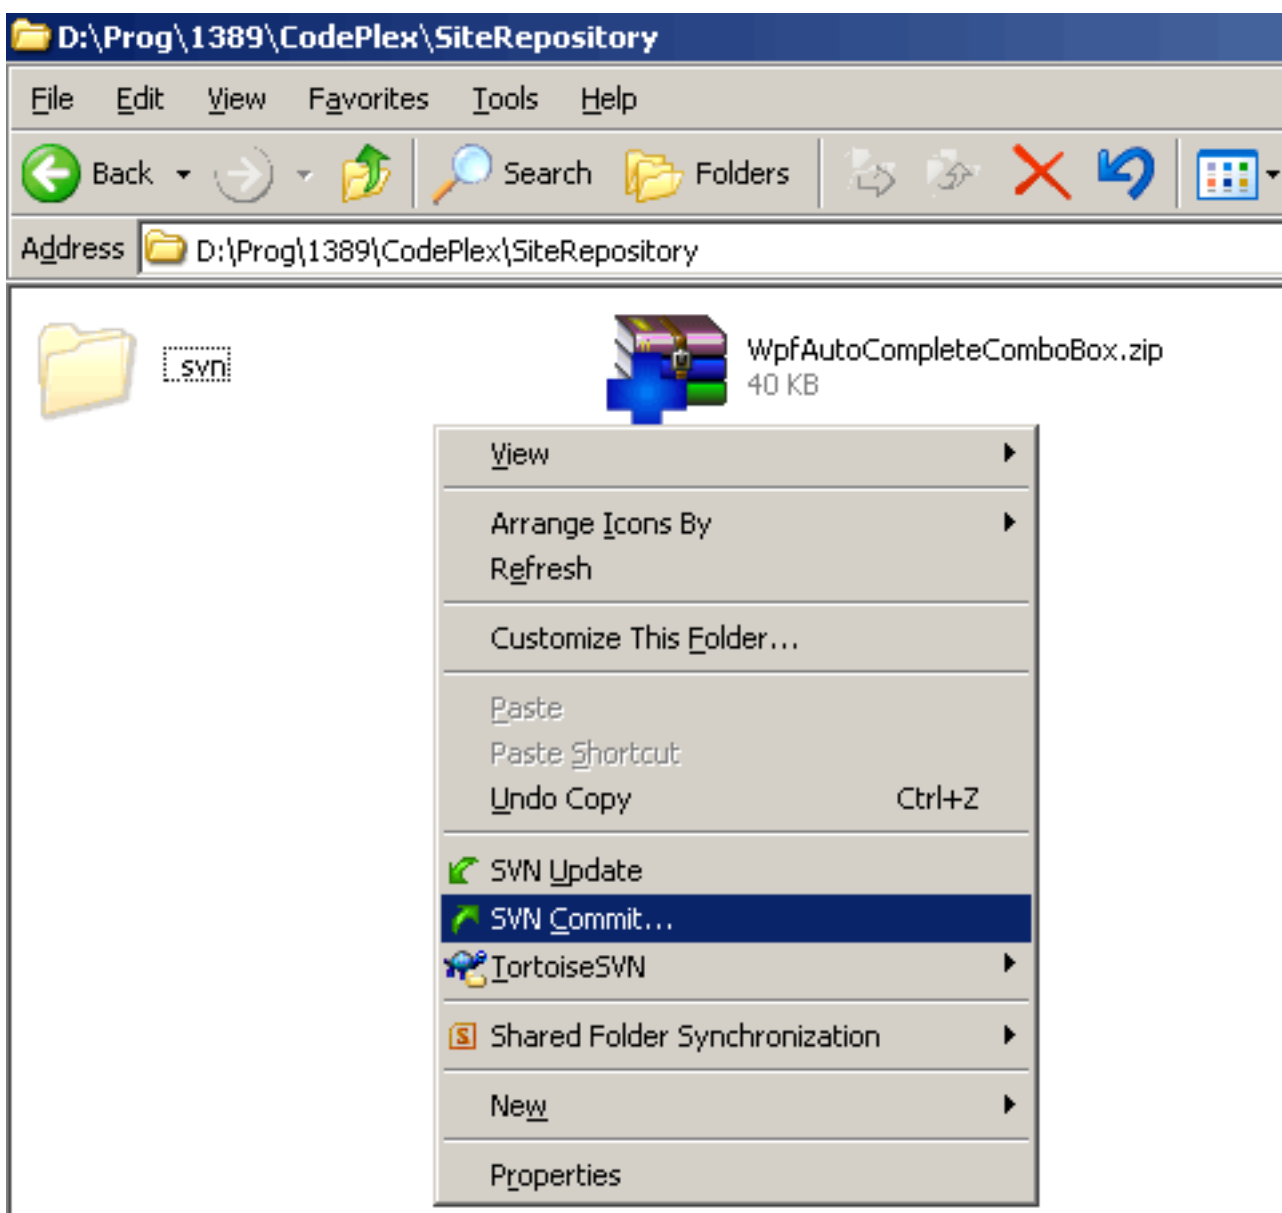 D:\Prog\1389\CodePlex\SiteRepository
File Edit View Favorites Tools Help
Back Search Folders
Address D:\Prog\1389\CodePlex\SiteRepository
_svn
WpfAutoCompleteComboBox.zip
40 KB
View
Arrange Icons By
Refresh
Customize This Folder...
Paste
Paste Shortcut
Undo Copy Ctrl+Z
SVN Update
SVN Commit...
TortoiseSVN
Shared Folder Synchronization
New
Properties